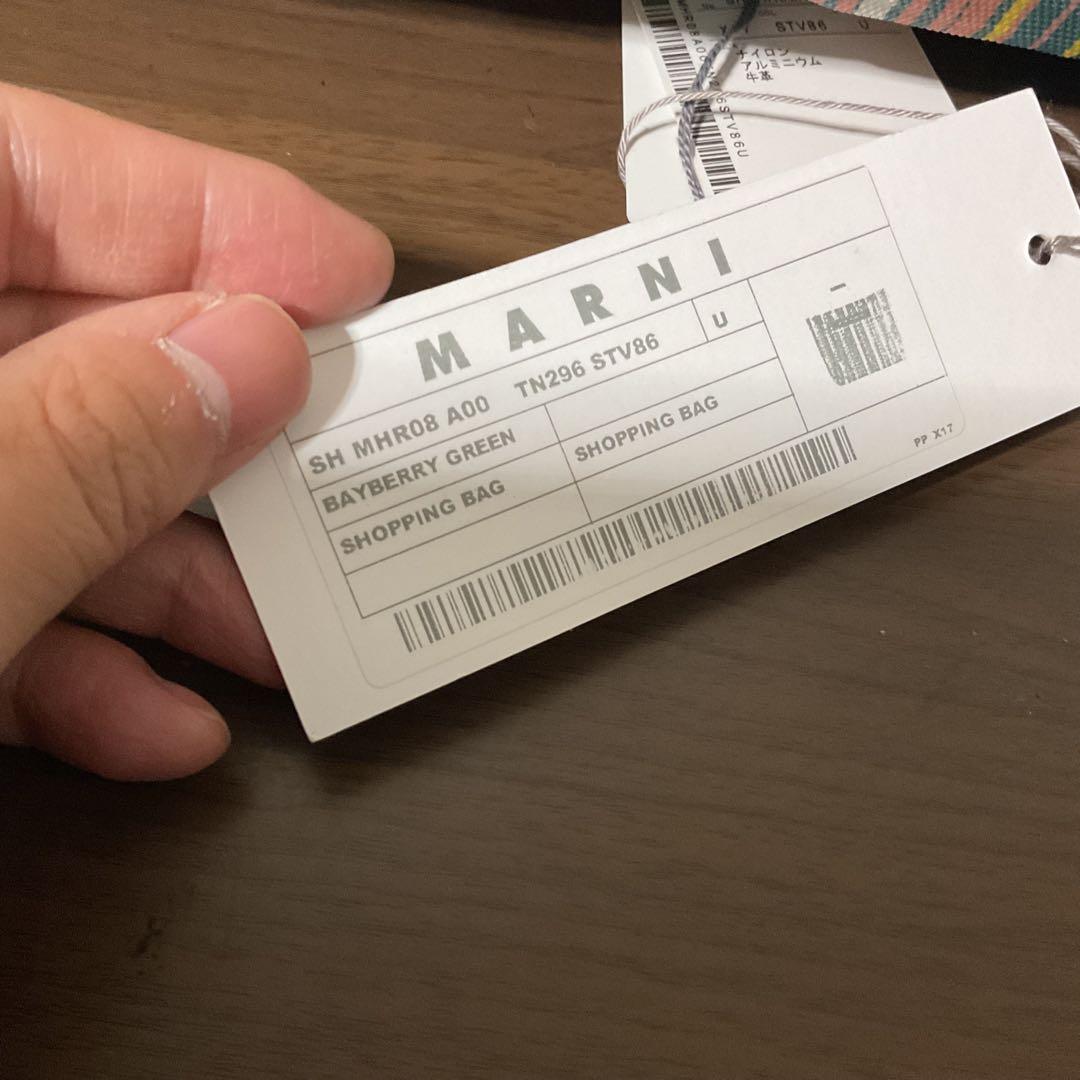 STV86 U
ナイロン
アルミニウム
牛革
MARNI
SH MHR08 A00 TN296 STV86 U
BAYBERRY GREEN
SHOPPING BAG SHOPPING BAG
PP X17